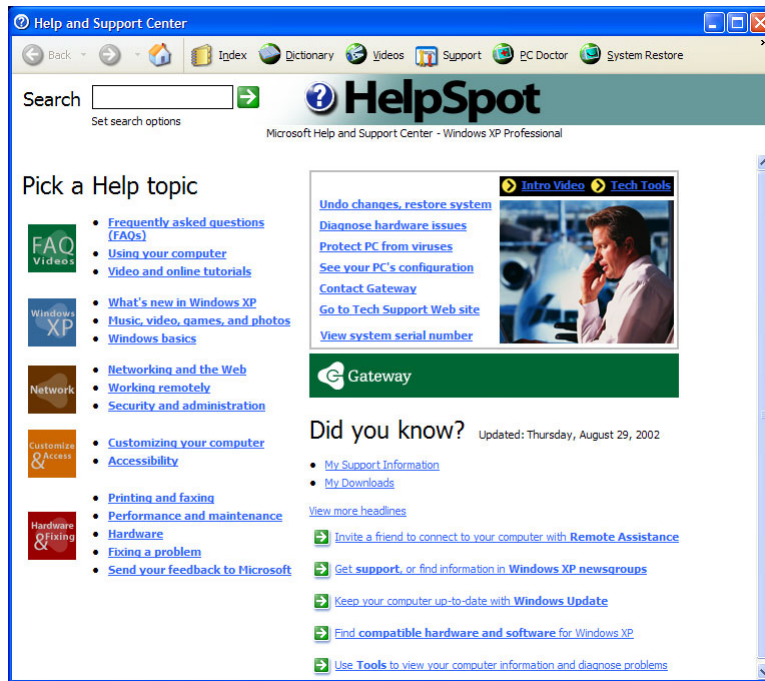 Help and Support Center
Back
Index
Dictionary
Videos
Support
PC Doctor
System Restore
Search
Set search options
HelpSpot
Microsoft Help and Support Center - Windows XP Professional
Pick a Help topic
FAQ
Videos
Frequently asked questions
(FAQs)
Using your computer
Video and online tutorials
Windows
XP
What's new in Windows XP
Music, video, games, and photos
Windows basics
Network
Networking and the Web
Working remotely
Security and administration
Customize
& Access
Customizing your computer
Accessibility
Hardware
& Fixing
Printing and faxing
Performance and maintenance
Hardware
Fixing a problem
Send your feedback to Microsoft
Intro Video
Tech Tools
Undo changes, restore system
Diagnose hardware issues
Protect PC from viruses
See your PC's configuration
Contact Gateway
Go to Tech Support Web site
View system serial number
Gateway
Did you know? Updated: Thursday, August 29, 2002
My Support Information
My Downloads
View more headlines
Invite a friend to connect to your computer with Remote Assistance
Get support, or find information in Windows XP newsgroups
Keep your computer up-to-date with Windows Update
Find compatible hardware and software for Windows XP
Use Tools to view your computer information and diagnose problems